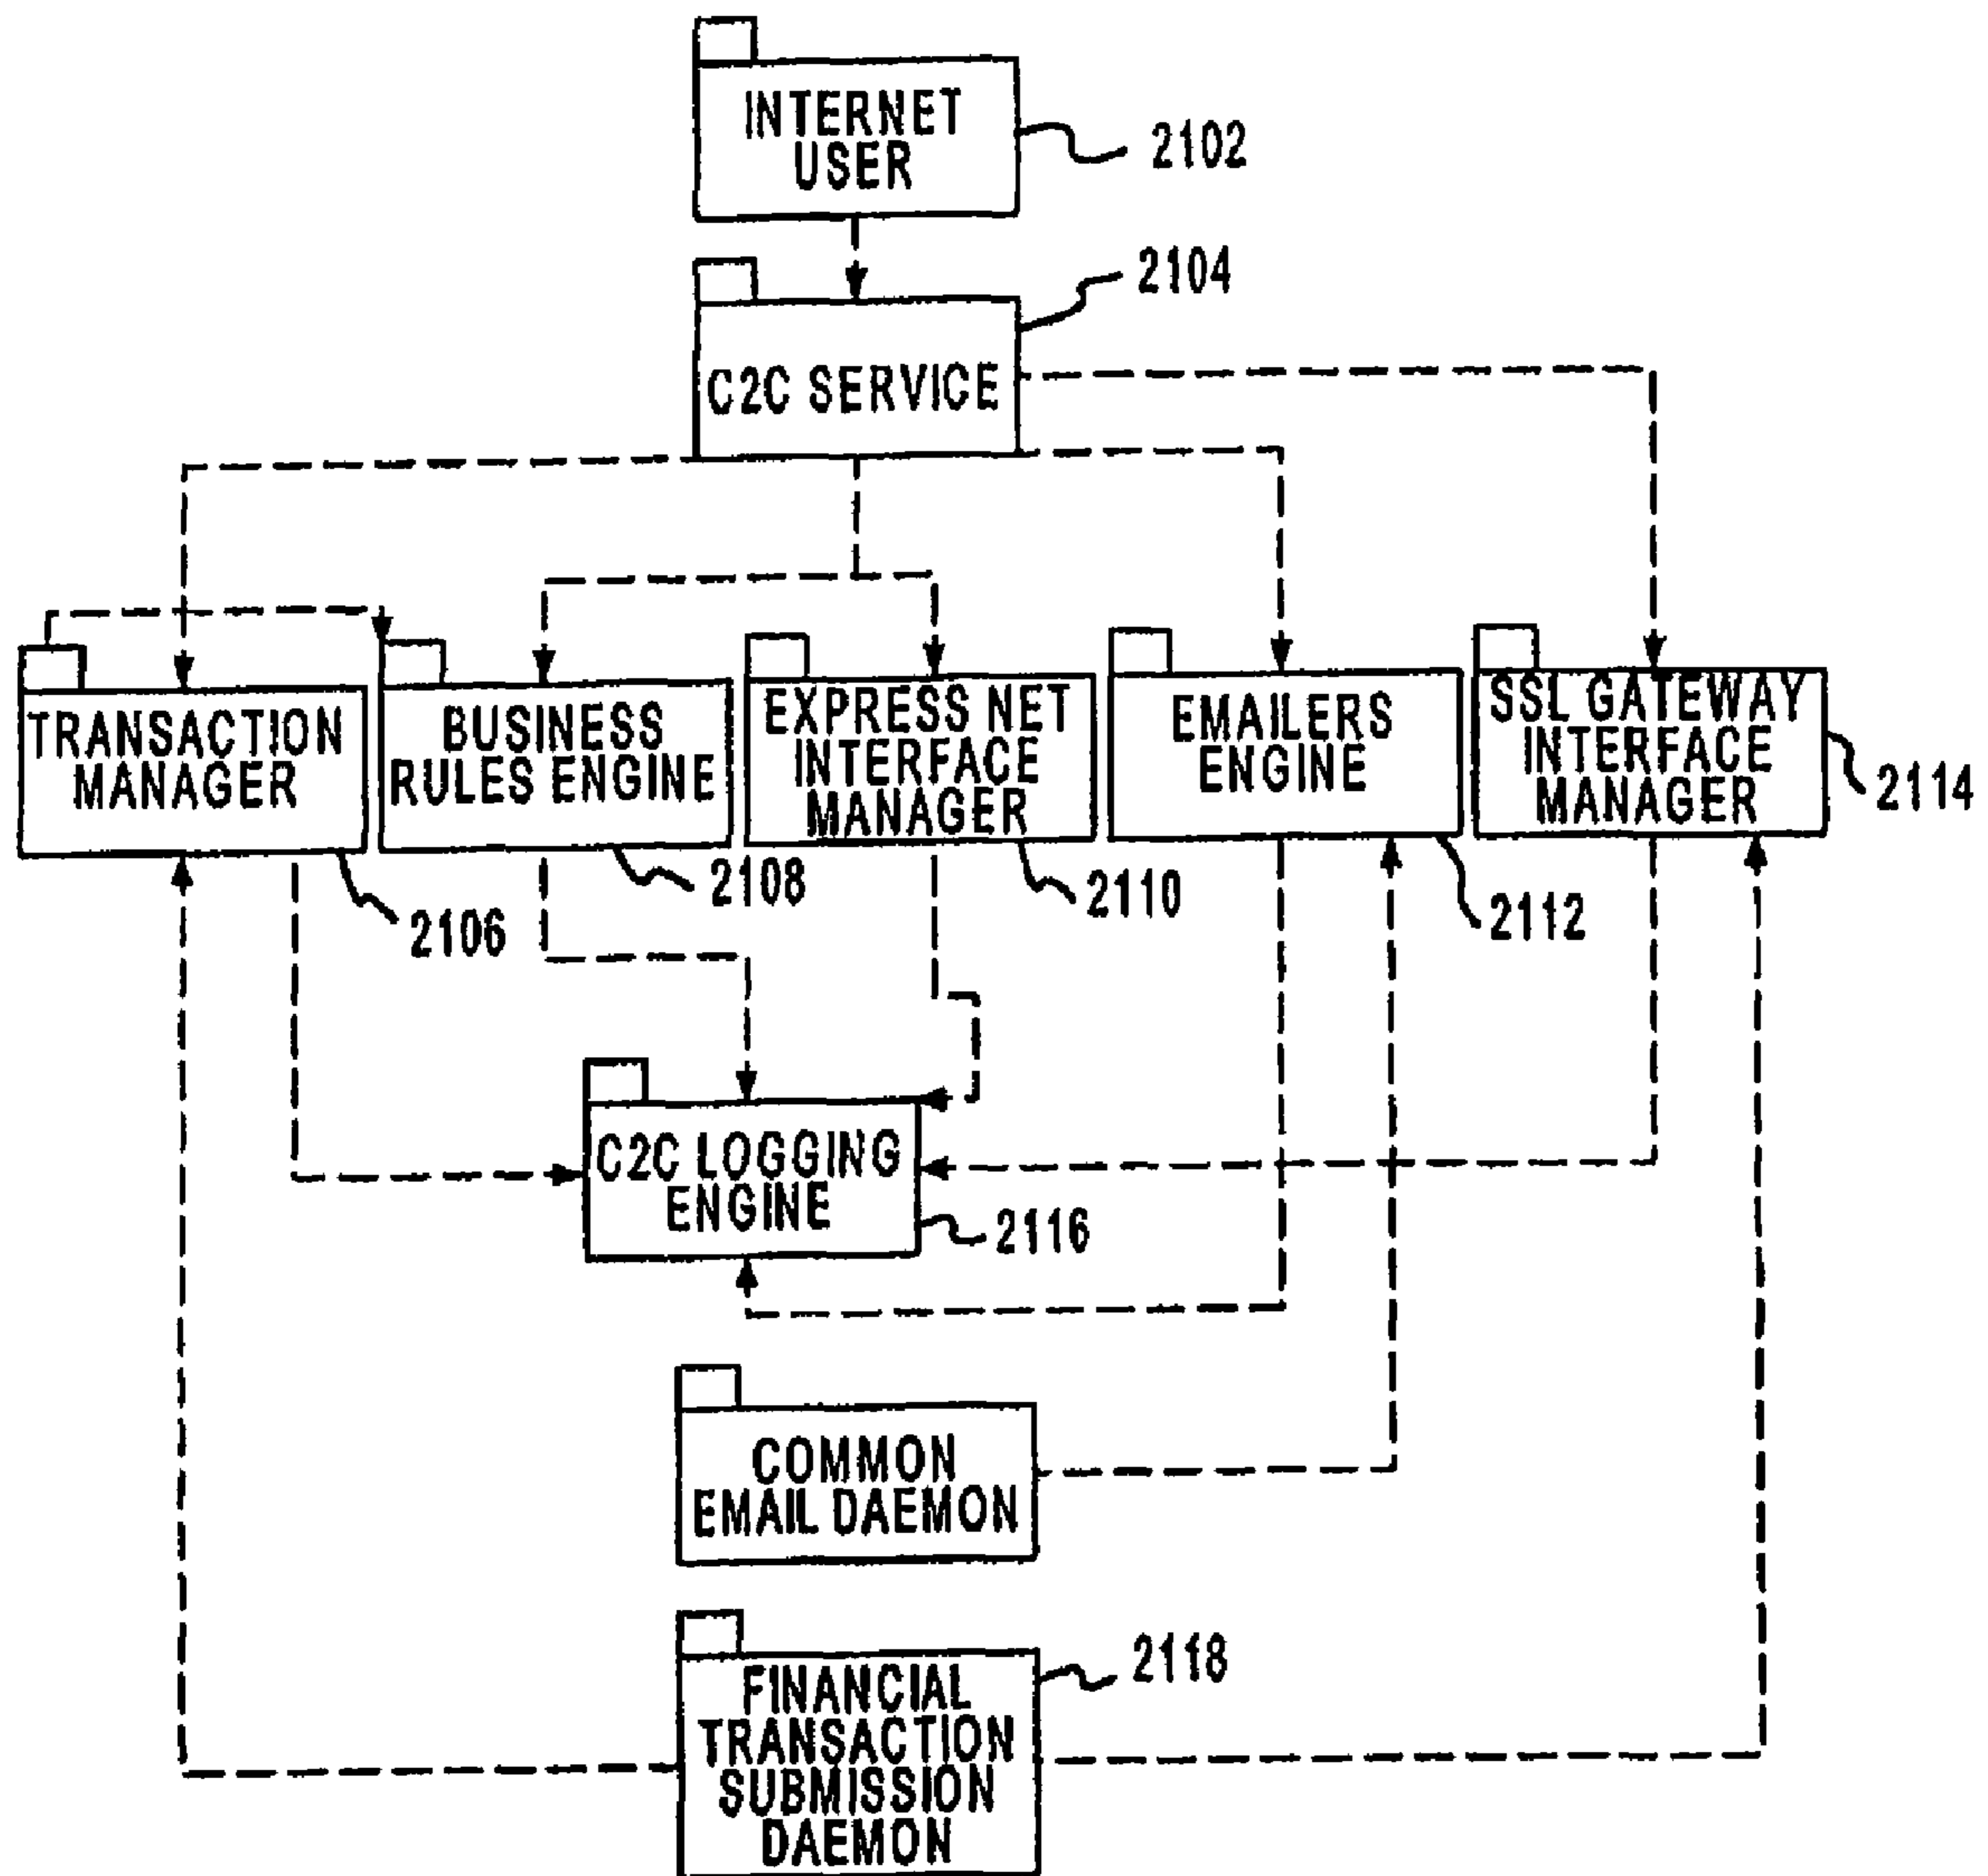 INTERNET
USER
2102
2104
C2C SERVICE
TRANSACTION
MANAGER
BUSINESS
RULES ENGINE
EXPRESS NET
INTERFACE
MANAGER
EMAILERS
ENGINE
SSL GATEWAY
INTERFACE
MANAGER
2114
2106
2108
2110
2112
C2C LOGGING
ENGINE
2116
COMMON
EMAIL DAEMON
2118
FINANCIAL
TRANSACTION
SUBMISSION
DAEMON